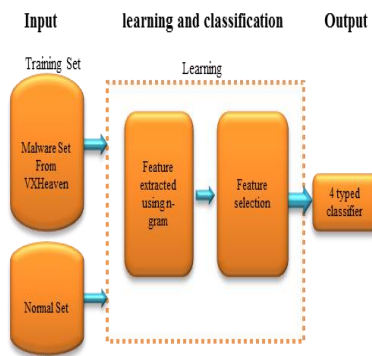 Input
learning and classification
Output
Training Set
Learning
Malware Set
From
VXHeaven
Feature
extracted
using n-
gram
Feature
selection
4 typed
classifier
Normal Set